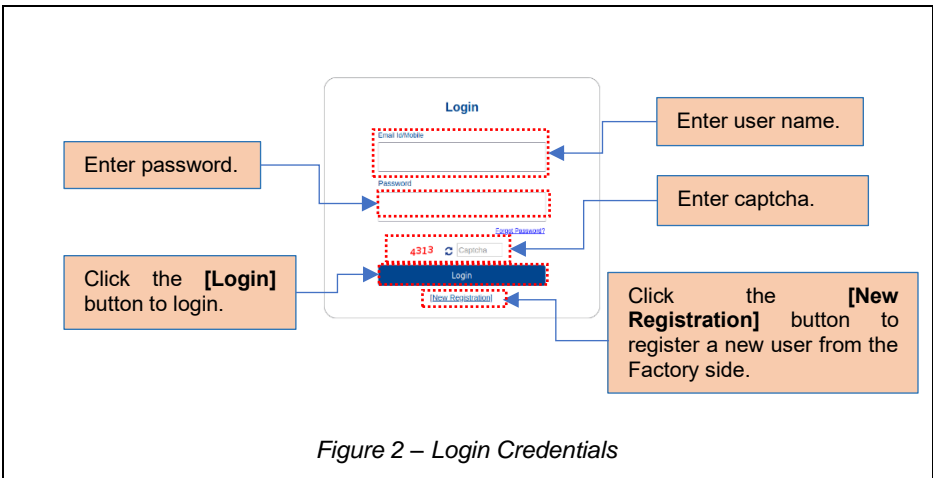 Login
Email Id/Mobile
Enter user name.
Enter password.
Password
Enter captcha.
Forgot Password?
4313
Captcha
Click the [Login]
button to login.
Login
[New Registration]
Click the [New
Registration] button to
register a new user from the
Factory side.
Figure 2 – Login Credentials